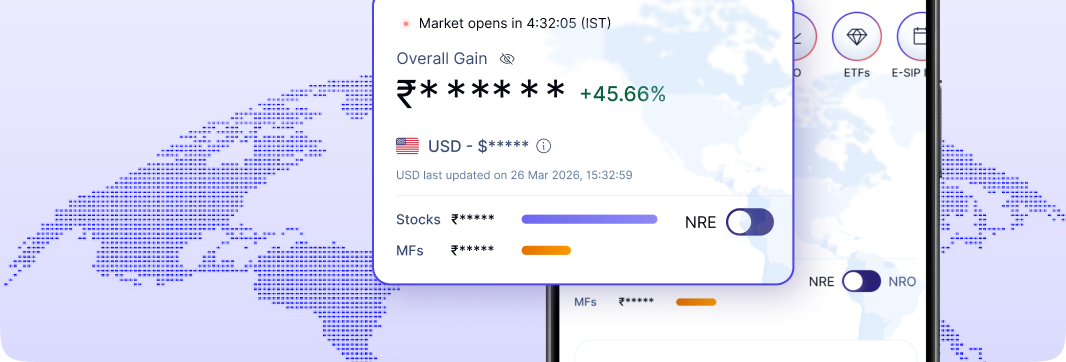 Market opens in 4:32:05 (IST)
Overall Gain
₹****** +45.66%
USD - $*****
USD last updated on 26 Mar 2026, 15:32:59
Stocks ₹*****
NRE
MFs ₹*****
ETFs
E-SIP
NRE NRO
MFs ₹*****